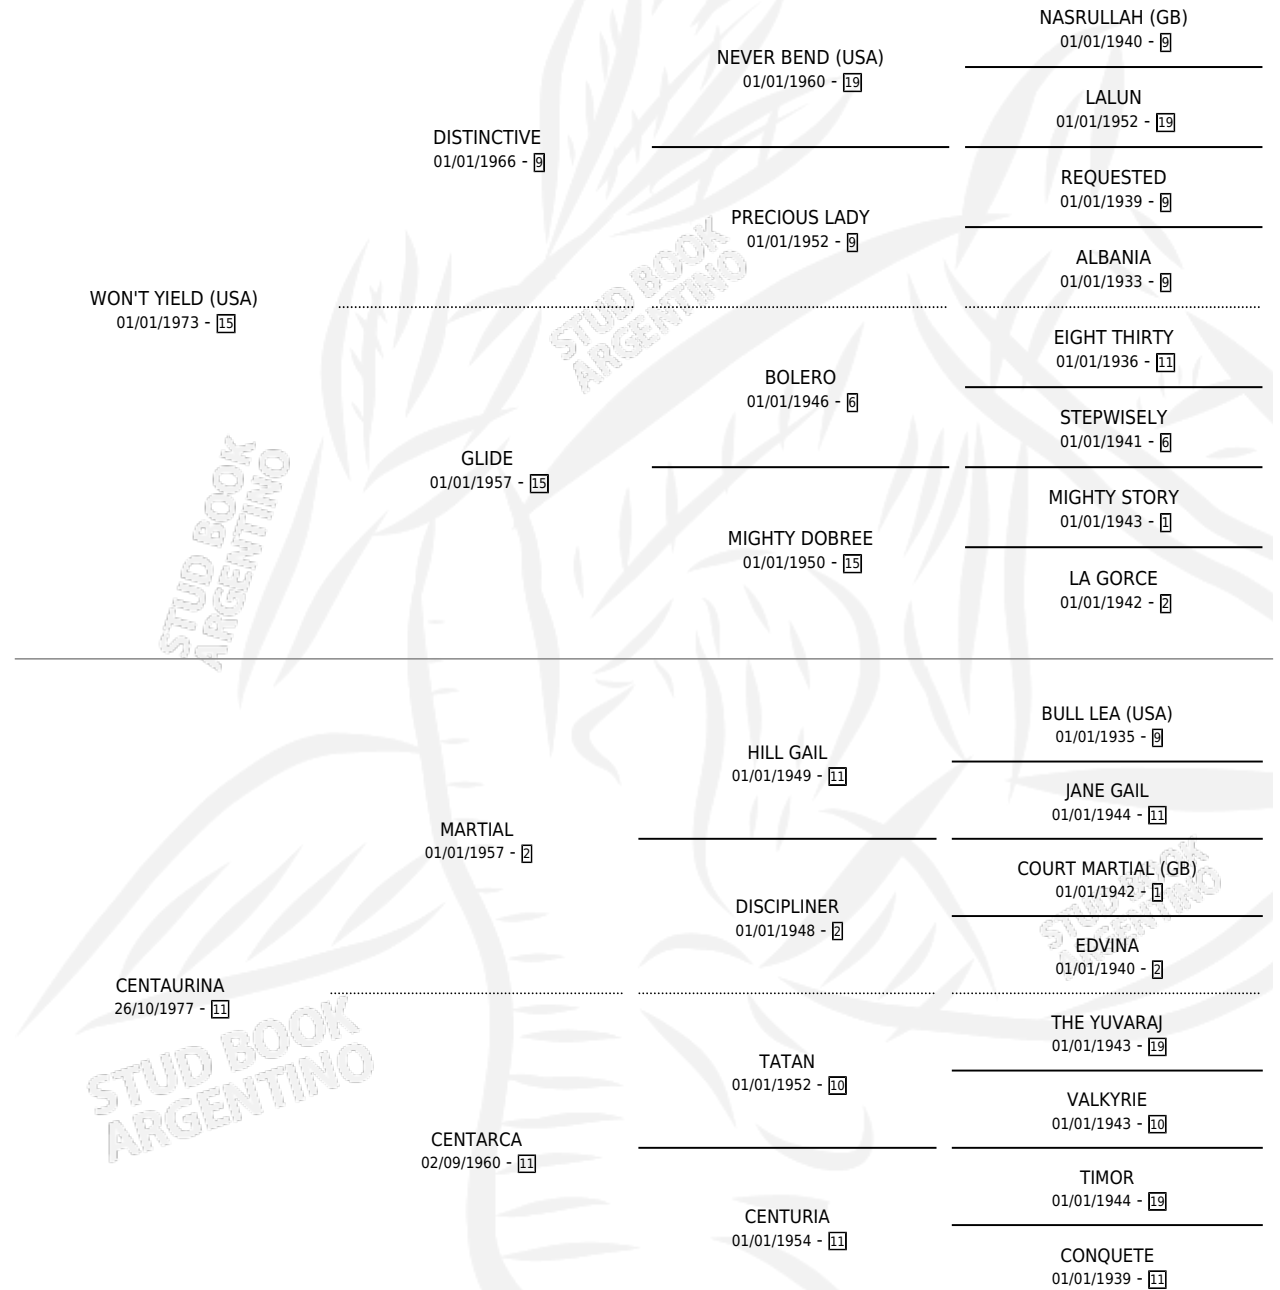 NASRULLAH (GB)
01/01/1940 - 9
NEVER BEND (USA)
01/01/1960 - 19
LALUN
01/01/1952 - 19
DISTINCTIVE
01/01/1966 - 9
REQUESTED
01/01/1939 - 9
PRECIOUS LADY
01/01/1952 - 9
ALBANIA
01/01/1933 - 9
WON'T YIELD (USA)
01/01/1973 - 15
STUD BOOK
ARGENTINO
EIGHT THIRTY
01/01/1936 - 11
BOLERO
01/01/1946 - 6
STEPWISELY
01/01/1941 - 6
GLIDE
01/01/1957 - 15
MIGHTY STORY
01/01/1943 - 1
MIGHTY DOBREE
01/01/1950 - 15
LA GORCE
01/01/1942 - 2
STUD BOOK
ARGENTINO
BULL LEA (USA)
01/01/1935 - 9
HILL GAIL
01/01/1949 - 11
JANE GAIL
01/01/1944 - 11
MARTIAL
01/01/1957 - 2
COURT MARTIAL (GB)
01/01/1942 - 1
DISCIPLINER
01/01/1948 - 2
EDVINA
01/01/1940 - 2
STUD BOOK
ARGENTINO
CENTAURINA
26/10/1977 - 11
THE YUVARAJ
01/01/1943 - 19
TATAN
01/01/1952 - 10
VALKYRIE
01/01/1943 - 10
STUD BOOK
ARGENTINO
CENTARCA
02/09/1960 - 11
TIMOR
01/01/1944 - 19
CENTURIA
01/01/1954 - 11
CONQUETE
01/01/1939 - 11